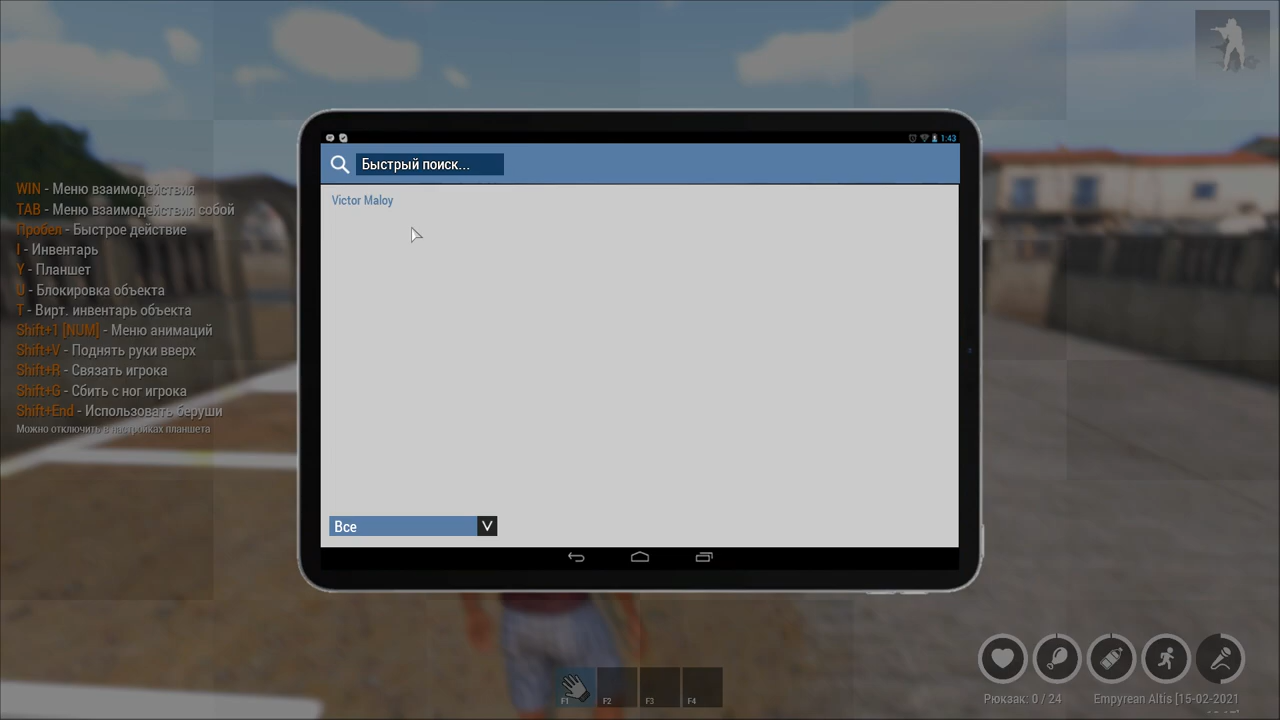 1:43
Быстрый поиск...
Victor Maloy
WIN - Меню взаимодействия
TAB - Меню взаимодействия собой
Пробел - Быстрое действие
I - Инвентарь
Y - Планшет
U - Блокировка объекта
T - Вирт. инвентарь объекта
Shift+1 [NUM] - Меню анимаций
Shift+V - Поднять руки вверх
Shift+R - Связать игрока
Shift+G - Сбить с ног игрока
Shift+End - Использовать беруши
Можно отключить в настройках планшета
Все
F1
F2
F3
F4
Рюкзак: 0 / 24
Empyrean Altis [15-02-2021